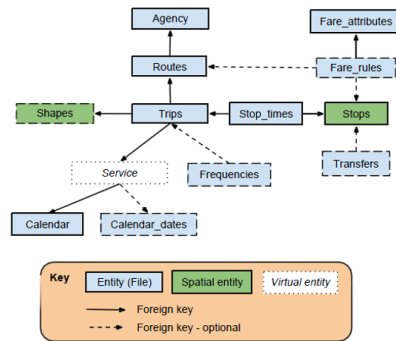 Agency
Fare_attributes
Routes
Fare_rules
Shapes
Trips
Stop_times
Stops
Service
Frequencies
Transfers
Calendar
Calendar_dates
Key
Entity (File)
Spatial entity
Virtual entity
Foreign key
Foreign key - optional